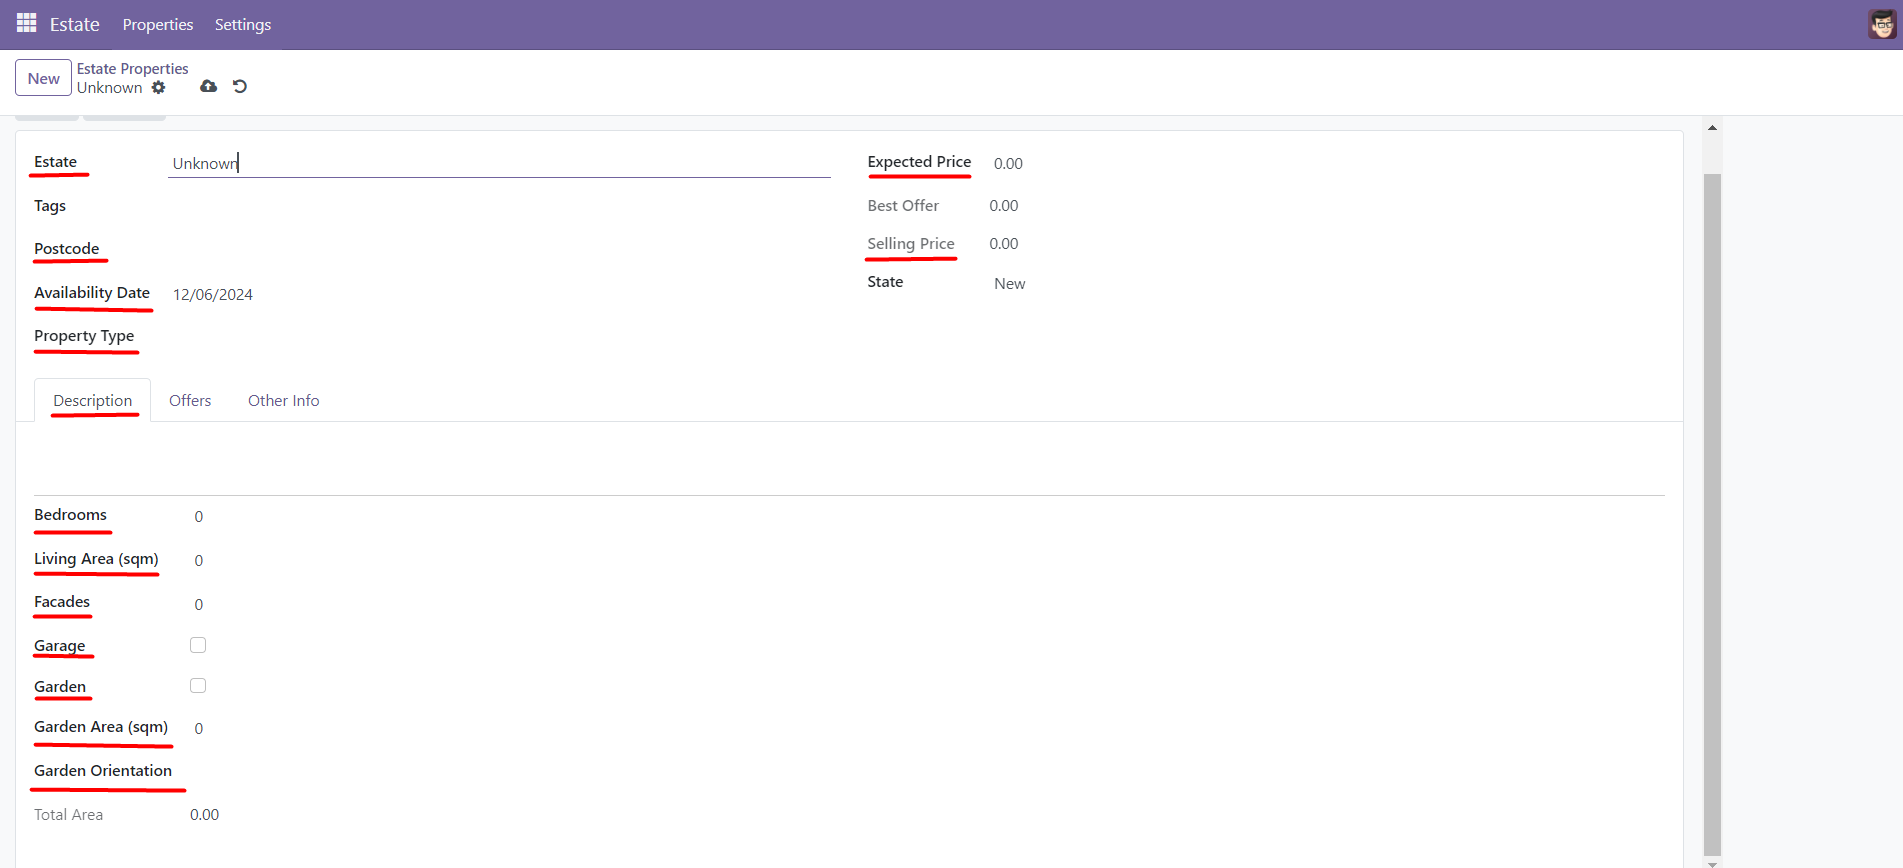 Estate Properties Settings
New
Estate Properties
Unknown
Estate Unknown
Tags
Postcode
Availability Date 12/06/2024
Property Type
Expected Price 0.00
Best Offer 0.00
Selling Price 0.00
State New
Description Offers Other Info
Bedrooms 0
Living Area (sqm) 0
Facades 0
Garage
Garden
Garden Area (sqm) 0
Garden Orientation
Total Area 0.00